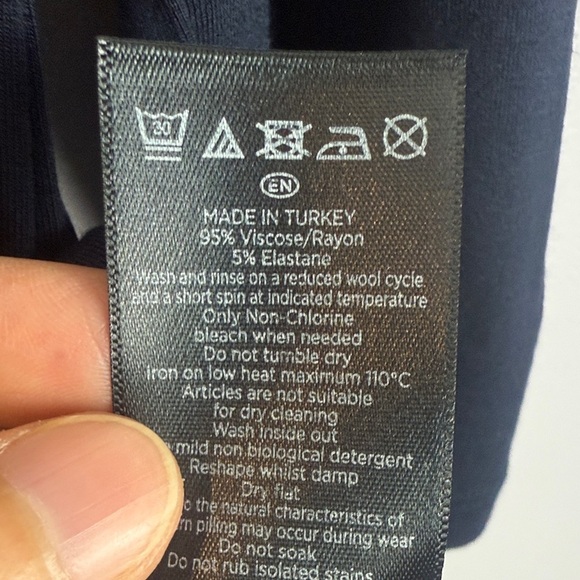 30
EN
MADE IN TURKEY
95% Viscose/Rayon
5% Elastane
Wash and rinse on a reduced wool cycle
and a short spin at indicated temperature
Only Non-Chlorine
bleach when needed
Do not tumble dry
Iron on low heat maximum 110°C
Articles are not suitable
for dry cleaning
Wash inside out
mild non biological detergent
Reshape whilst damp
Dry flat
to the natural characteristics of
pilling may occur during wear
Do not soak
Do not rub isolated stains